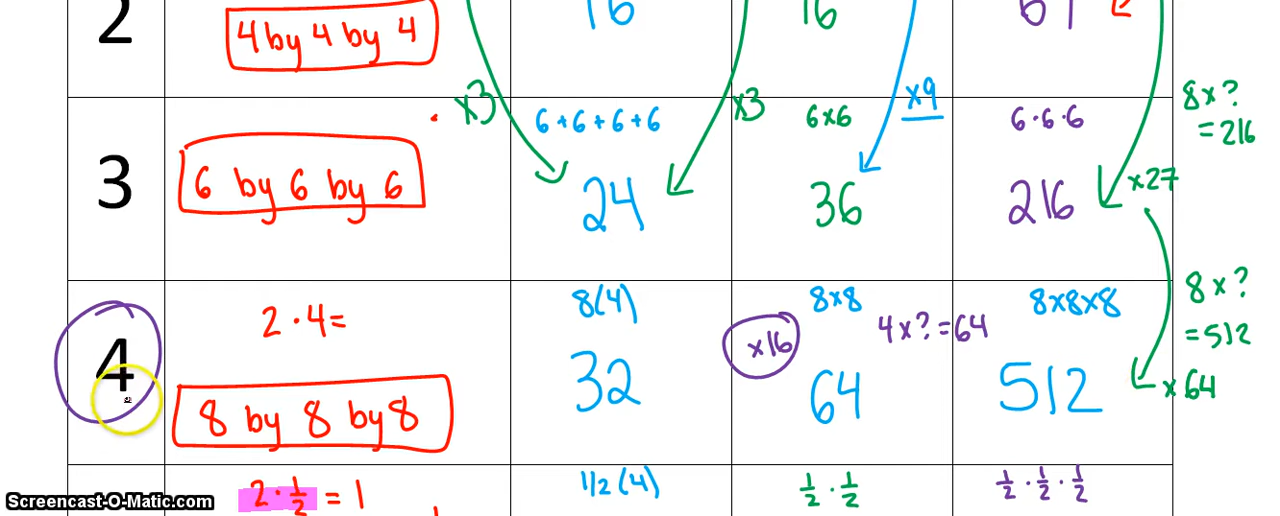 2
4 by 4 by 4
16
16
x3
6+6+6+6
x3
6x6
x9
6·6·6
8x?
=216
3
6 by 6 by 6
24
36
216
x27
2·4=
8(4)
8x8
8x8x8
8x?
=512
4
x16
4x?=64
32
64
512
x64
8 by 8 by 8
2·1/2=1
1/2(4)
1/2·1/2
1/2·1/2·1/2
Screencast-O-Matic.com